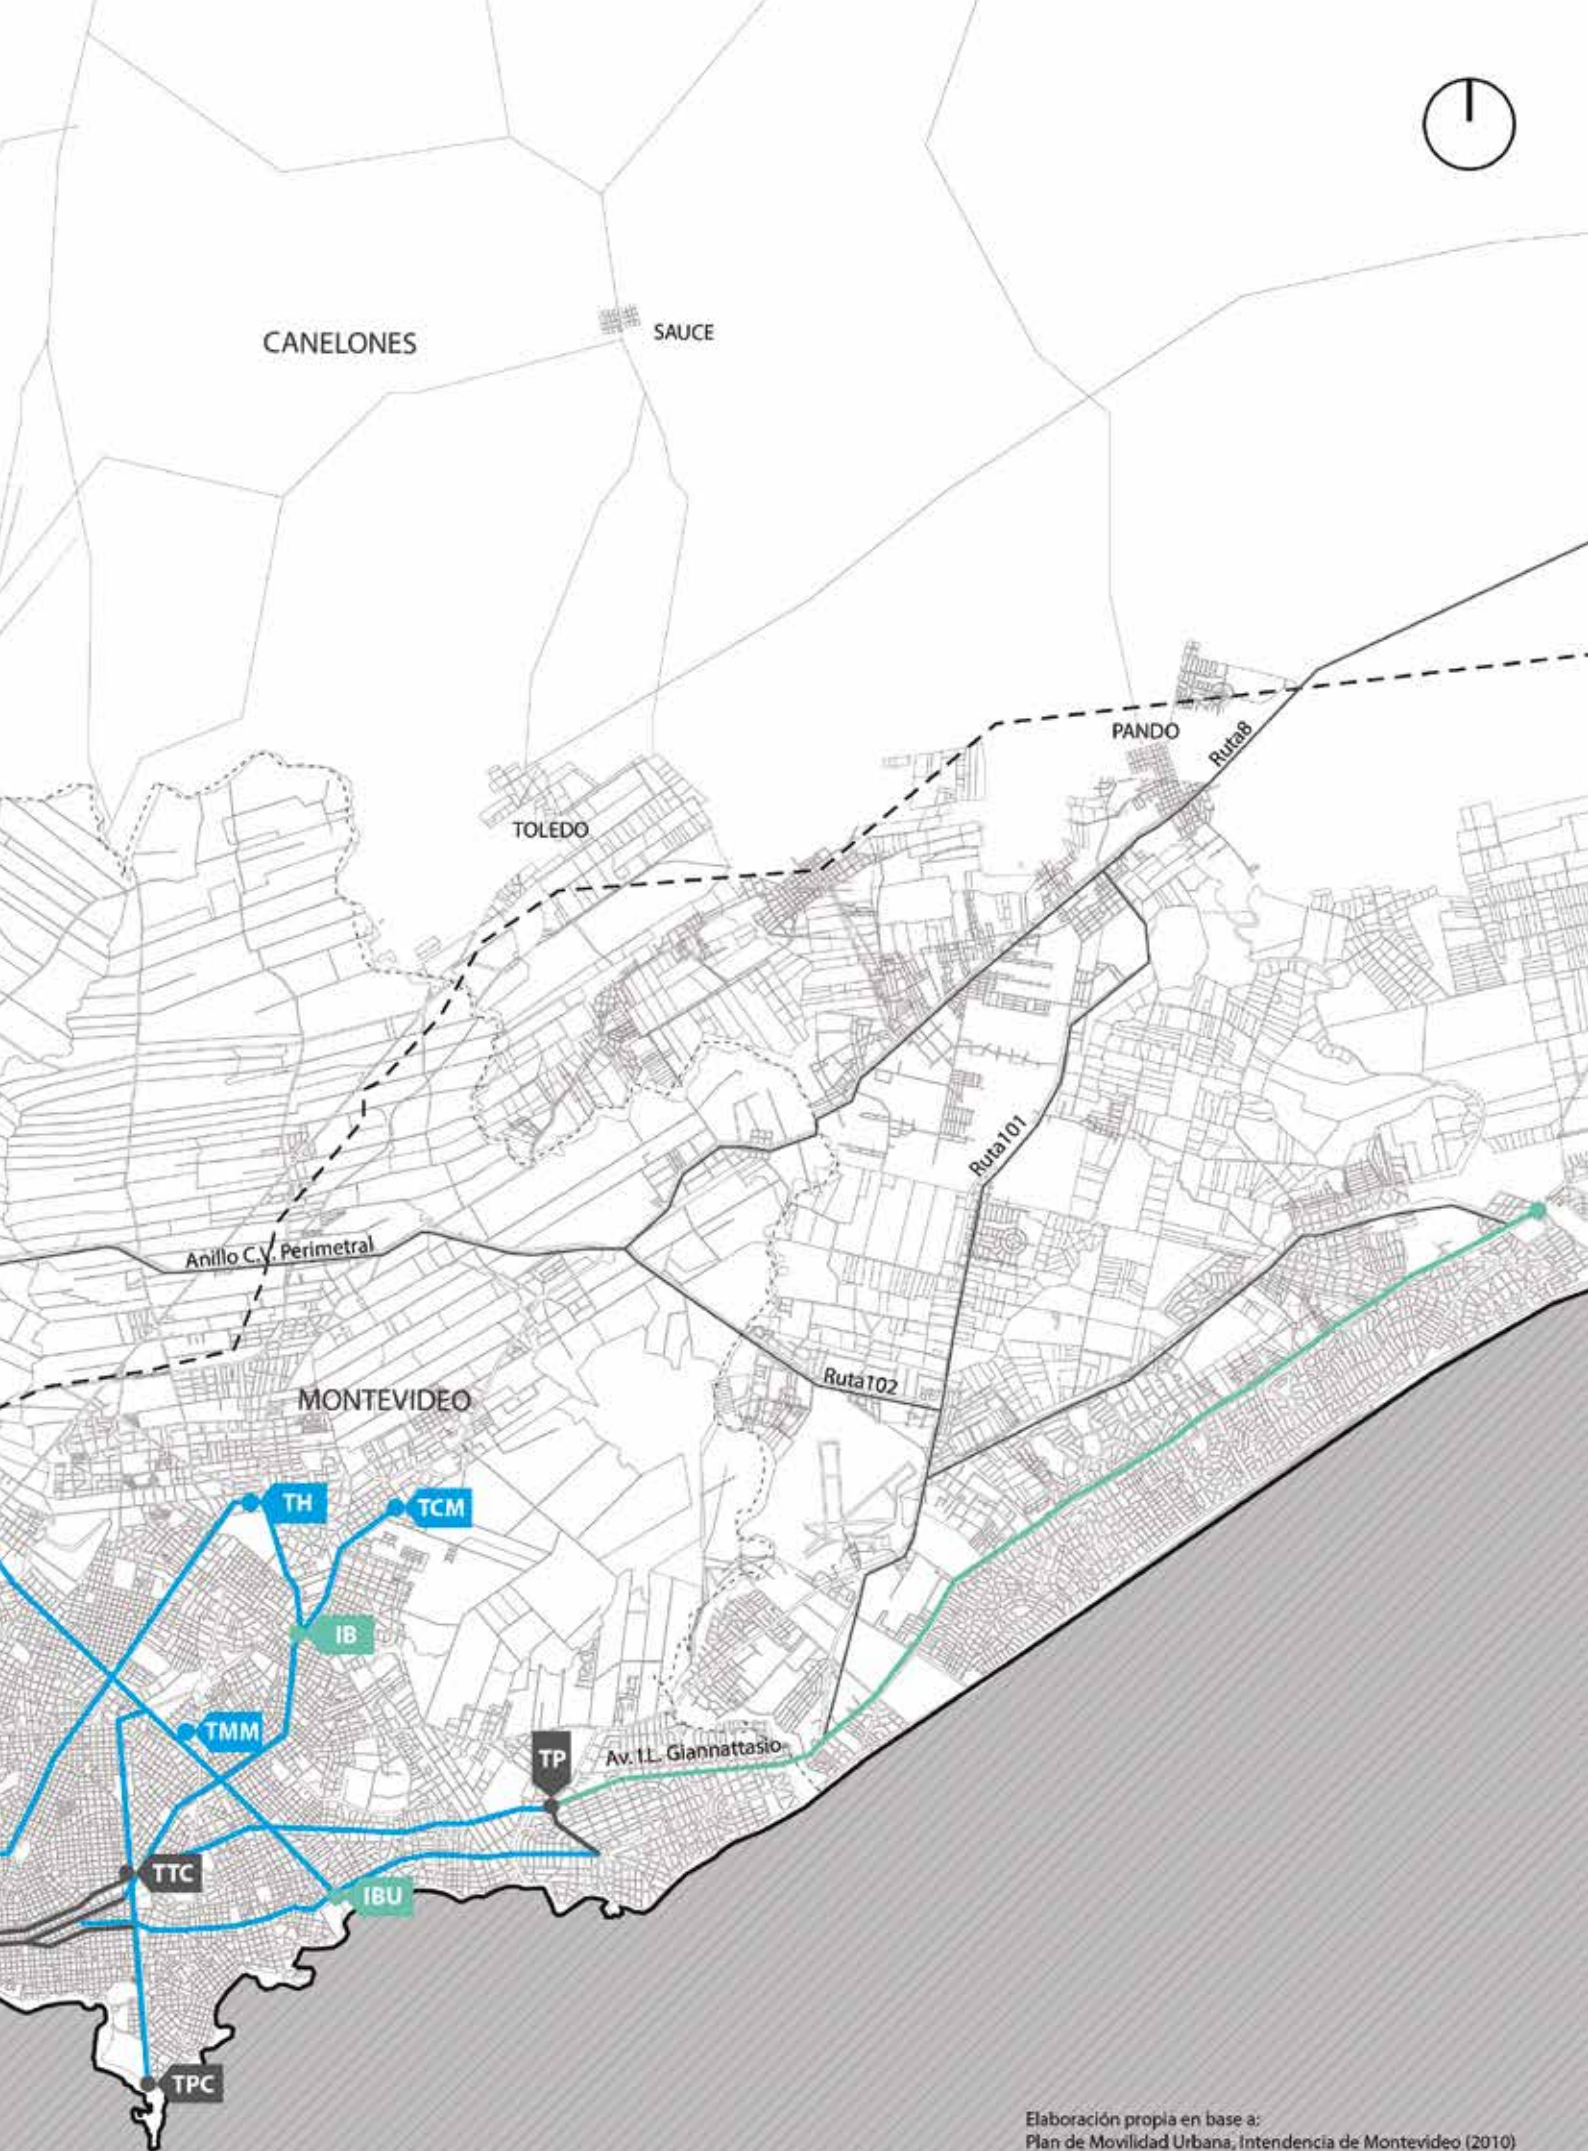 CANELONES
SAUCE
PANDO
Ruta8
TOLEDO
Ruta101
Anillo C.V. Perimetral
Ruta102
MONTEVIDEO
TH
TCM
IB
TMM
TP
Av. I.L. Giannattasio
TTC
IBU
TPC
Elaboración propia en base a:
Plan de Movilidad Urbana, Intendencia de Montevideo (2010)